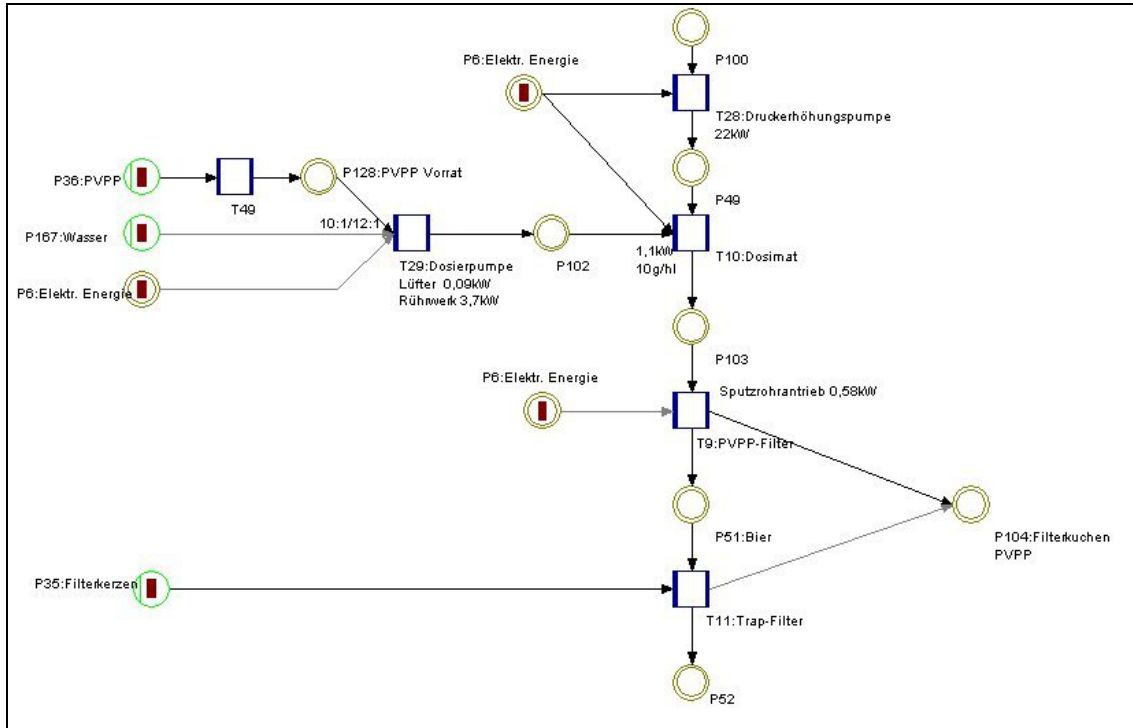 P100
P6:Elektr. Energie
T28:Druckerhöhungspumpe
22kW
P36:PVPP
T49
P128:PVPP Vorrat
P49
P167:Wasser
10:1/12:1
T29:Dosierpumpe
Lüfter 0,09kW
Rührwerk 3,7kW
P102
1,1kW
10g/hl
T10:Dosimat
P6:Elektr. Energie
P103
P6:Elektr. Energie
Sputzrohrantrieb 0,58kW
T9:PVPP-Filter
P51:Bier
P104:Filterkuchen
PVPP
P35:Filterkerzen
T11:Trap-Filter
P52